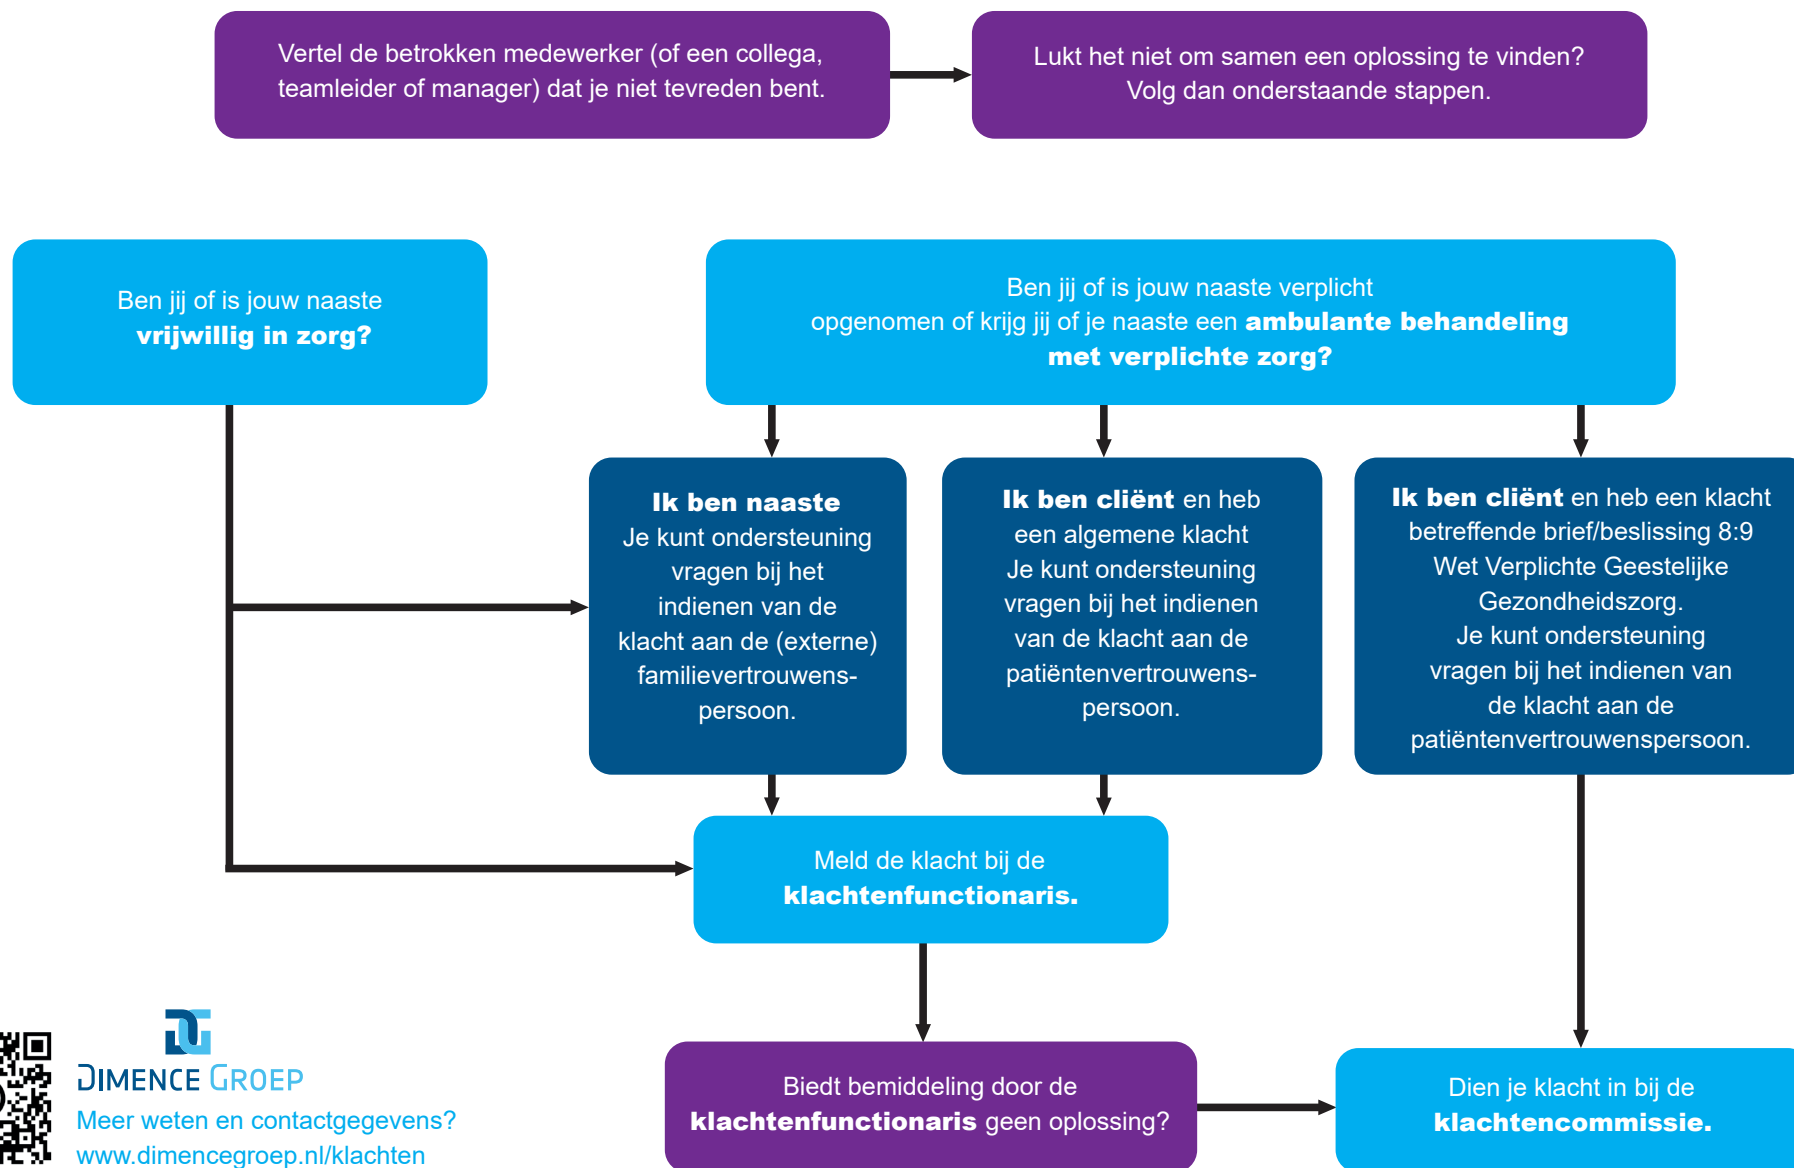 Vertel de betrokken medewerker (of een collega,
teamleider of manager) dat je niet tevreden bent.
Lukt het niet om samen een oplossing te vinden?
Volg dan onderstaande stappen.
Ben jij of is jouw naaste
vrijwillig in zorg?
Ben jij of is jouw naaste verplicht
opgenomen of krijg jij of je naaste een ambulante behandeling
met verplichte zorg?
Ik ben naaste
Je kunt ondersteuning
vragen bij het
indienen van de
klacht aan de (externe)
familievertrouwens-
persoon.
Ik ben cliënt en heb
een algemene klacht
Je kunt ondersteuning
vragen bij het indienen
van de klacht aan de
patiëntenvertrouwens-
persoon.
Ik ben cliënt en heb een klacht
betreffende brief/beslissing 8:9
Wet Verplichte Geestelijke
Gezondheidszorg.
Je kunt ondersteuning
vragen bij het indienen van
de klacht aan de
patiëntenvertrouwenspersoon.
Meld de klacht bij de
klachtenfunctionaris.
Biedt bemiddeling door de
klachtenfunctionaris geen oplossing?
Dien je klacht in bij de
klachtencommissie.
DIMENCE GROEP
Meer weten en contactgegevens?
www.dimencegroep.nl/klachten